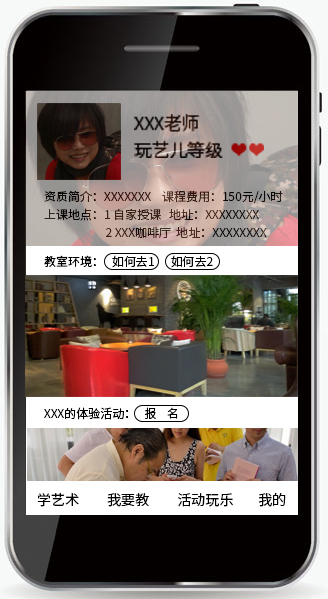 XXX老师
玩艺儿等级
资质简介：XXXXXXX 课程费用：150元/小时
上课地点：1 自家授课 地址：XXXXXXXX
2 XXX咖啡厅 地址：XXXXXXXX
教室环境： 如何去1 如何去2
XXX的体验活动： 报 名
学艺术 我要教 活动玩乐 我的